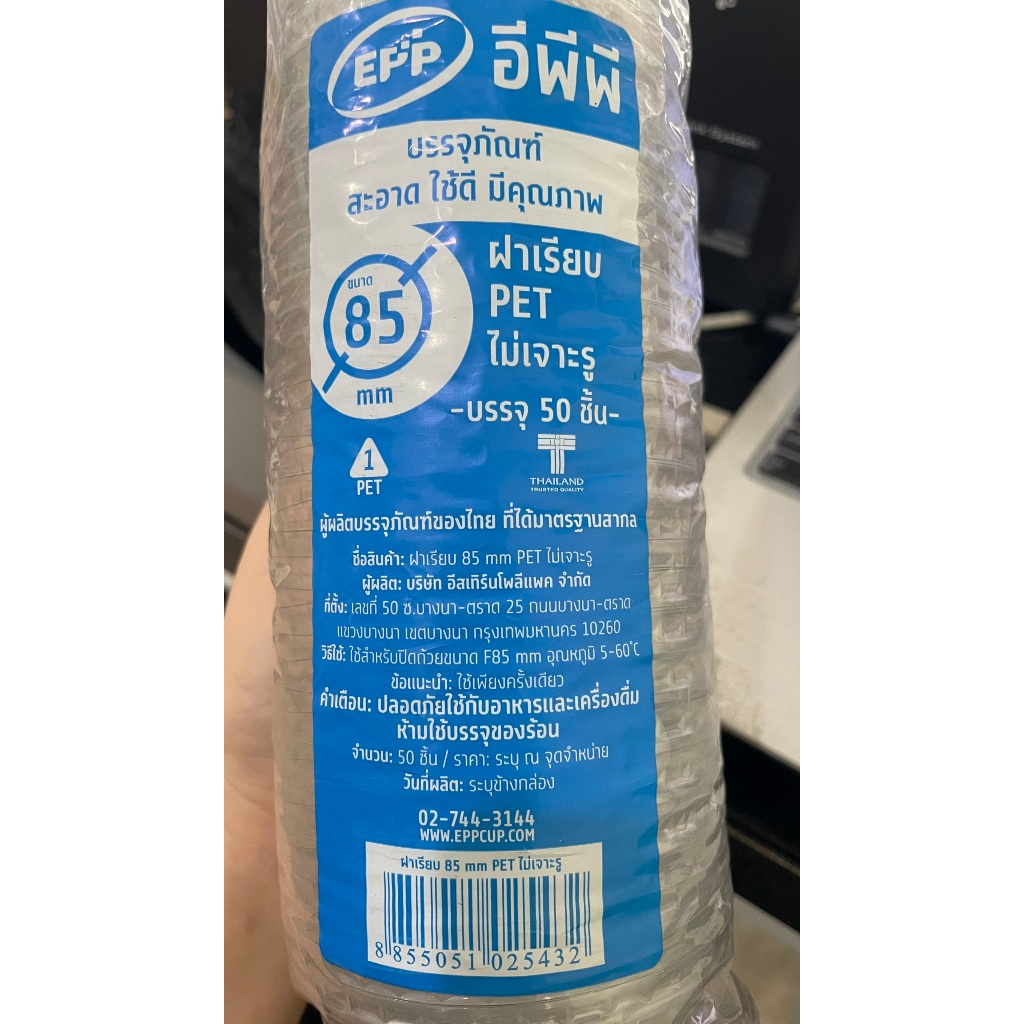 EPP อีพีพี
บรรจุภัณฑ์
สะอาด ใช้ดี มีคุณภาพ
ขนาด
85
mm
ฝาเรียบ
PET
ไม่เจาะรู
-บรรจุ 50 ชิ้น-
1
PET
THAILAND
TRUSTED QUALITY
ผู้ผลิตบรรจุภัณฑ์ของไทย ที่ได้มาตรฐานสากล
ชื่อสินค้า: ฝาเรียบ 85 mm PET ไม่เจาะรู
ผู้ผลิต: บริษัท อีสเทิร์นโพลีแพค จำกัด
ที่ตั้ง: เลขที่ 50 ซ.บางนา-ตราด 25 ถนนบางนา-ตราด
แขวงบางนา เขตบางนา กรุงเทพมหานคร 10260
วิธีใช้: ใช้สำหรับปิดถ้วยขนาด F85 mm อุณหภูมิ 5-60°C
ข้อแนะนำ: ใช้เพียงครั้งเดียว
คำเตือน: ปลอดภัยใช้กับอาหารและเครื่องดื่ม
ห้ามใช้บรรจุของร้อน
จำนวน: 50 ชิ้น / ราคา: ระบุ ณ จุดจำหน่าย
วันที่ผลิต: ระบุข้างกล่อง
02-744-3144
WWW.EPPCUP.COM
ฝาเรียบ 85 mm PET ไม่เจาะรู
8 855051 025432